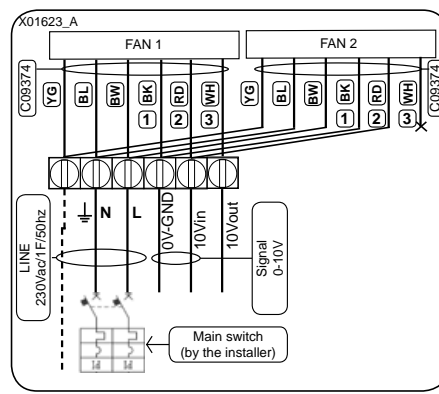 X01623_A
FAN 1
FAN 2
C09374
YG
BL
BW
BK
RD
WH
YG
BL
BW
BK
RD
WH
C09374
1
2
3
1
2
3
N
L
0V-GND
10Vin
10Vout
LINE
230Vac/1F/50hz
Signal
0-10V
Main switch
(by the installer)